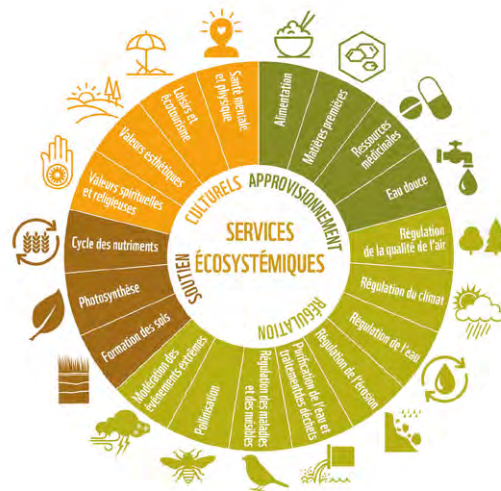 SERVICES
ÉCOSYSTÉMIQUES
APPROVISIONNEMENT
Alimentation
Matières premières
Ressources
médicinales
Eau douce
RÉGULATION
Régulation
de la qualité de l'air
Régulation du climat
Régulation de l'eau
Régulation de l'érosion
Purification de l'eau et
traitement des déchets
Régulation des maladies
et des nuisibles
Pollinisation
Modération des
événements extrêmes
SOUTIEN
Formation des sols
Photosynthèse
Cycle des nutriments
CULTURELS
Valeurs spirituelles
et religieuses
Valeurs esthétiques
Loisirs et
écotourisme
Santé mentale
et physique